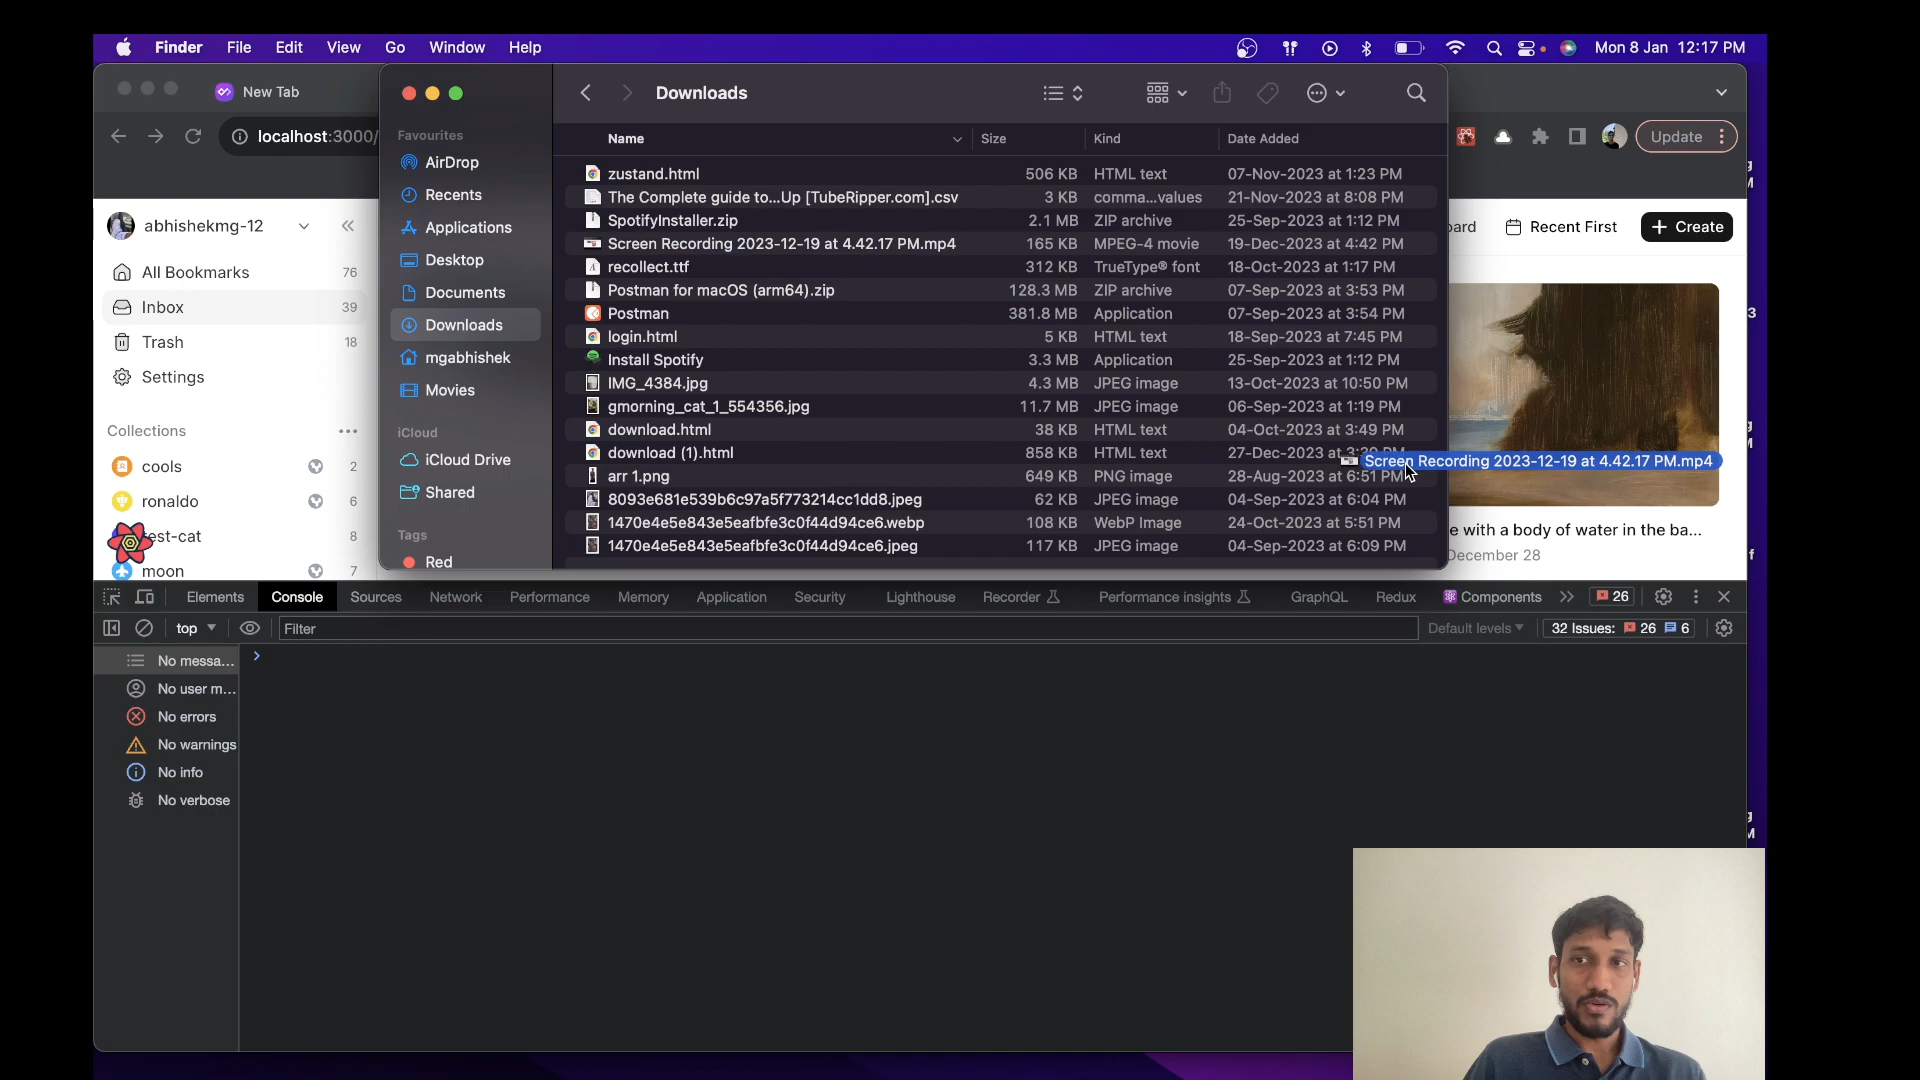 Finder File Edit View Go Window Help
Mon 8 Jan 12:17 PM
New Tab
localhost:3000/
Update
abhishekmg-12
All Bookmarks 76
Inbox 39
Trash 18
Settings
Collections
cools 2
ronaldo 6
est-cat 8
moon 7
Favourites
AirDrop
Recents
Applications
Desktop
Documents
Downloads
mgabhishek
Movies
iCloud
iCloud Drive
Shared
Tags
Red
Downloads
Name Size Kind Date Added
zustand.html 506 KB HTML text 07-Nov-2023 at 1:23 PM
The Complete guide to...Up [TubeRipper.com].csv 3 KB comma...values 21-Nov-2023 at 8:08 PM
SpotifyInstaller.zip 2.1 MB ZIP archive 25-Sep-2023 at 1:12 PM
Screen Recording 2023-12-19 at 4.42.17 PM.mp4 165 KB MPEG-4 movie 19-Dec-2023 at 4:42 PM
recollect.ttf 312 KB TrueType® font 18-Oct-2023 at 1:17 PM
Postman for macOS (arm64).zip 128.3 MB ZIP archive 07-Sep-2023 at 3:53 PM
Postman 381.8 MB Application 07-Sep-2023 at 3:54 PM
login.html 5 KB HTML text 18-Sep-2023 at 7:45 PM
Install Spotify 3.3 MB Application 25-Sep-2023 at 1:12 PM
IMG_4384.jpg 4.3 MB JPEG image 13-Oct-2023 at 10:50 PM
gmorning_cat_1_554356.jpg 11.7 MB JPEG image 06-Sep-2023 at 1:19 PM
download.html 38 KB HTML text 04-Oct-2023 at 3:49 PM
download (1).html 858 KB HTML text 27-Dec-2023 at
Screen Recording 2023-12-19 at 4.42.17 PM.mp4
arr 1.png 649 KB PNG image 28-Aug-2023 at 6:51 PM
8093e681e539b6c97a5f773214cc1dd8.jpeg 62 KB JPEG image 04-Sep-2023 at 6:04 PM
1470e4e5e843e5eafbfe3c0f44d94ce6.webp 108 KB WebP Image 24-Oct-2023 at 5:51 PM
1470e4e5e843e5eafbfe3c0f44d94ce6.jpeg 117 KB JPEG image 04-Sep-2023 at 6:09 PM
ard Recent First + Create
e with a body of water in the ba...
December 28
Elements Console Sources Network Performance Memory Application Security Lighthouse Recorder Performance insights GraphQL Redux Components 26
top Filter Default levels 32 Issues: 26 6
No messa...
No user m...
No errors
No warnings
No info
No verbose